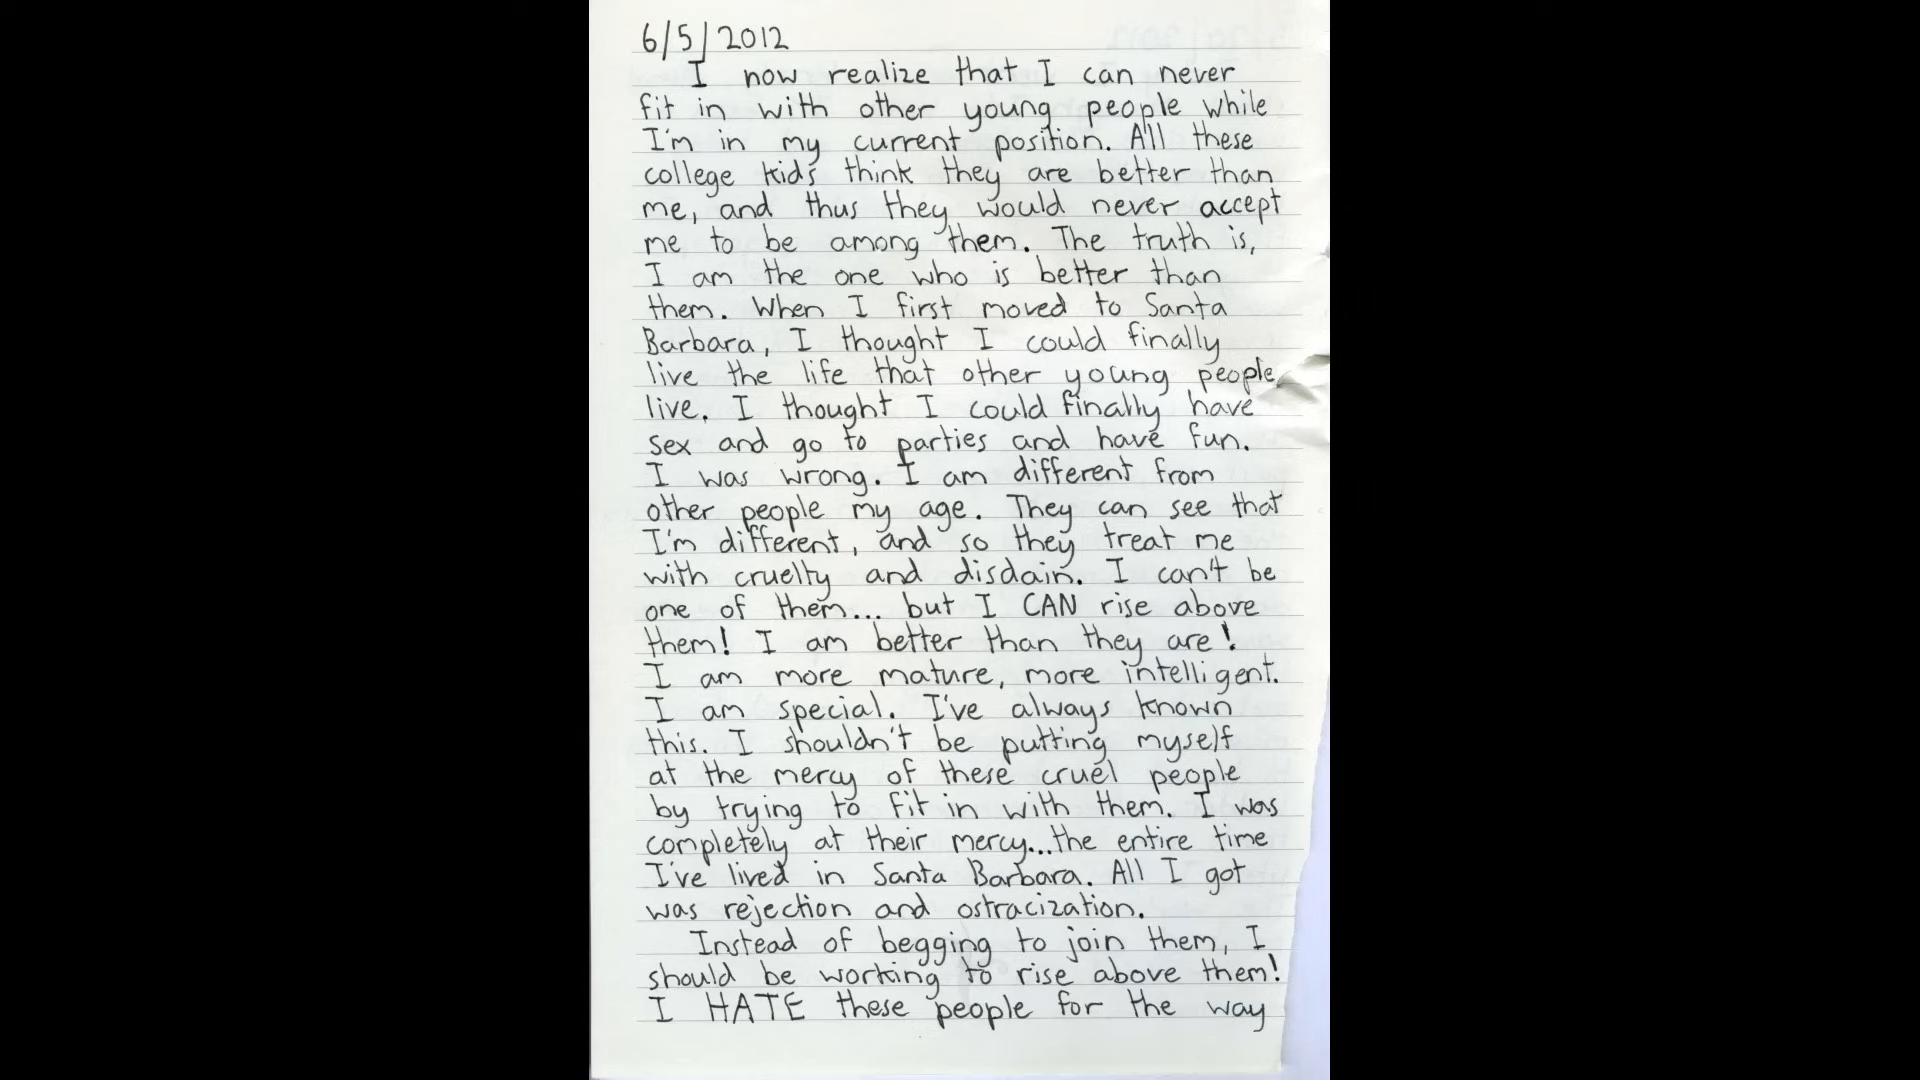 6/5/2012
I now realize that I can never
fit in with other young people while
I'm in my current position. All these
college kids think they are better than
me, and thus they would never accept
me to be among them. The truth is,
I am the one who is better than
them. When I first moved to Santa
Barbara, I thought I could finally
live the life that other young people
live. I thought I could finally have
sex and go to parties and have fun.
I was wrong. I am different from
other people my age. They can see that
I'm different, and so they treat me
with cruelty and disdain. I can't be
one of them... but I CAN rise above
them! I am better than they are!
I am more mature, more intelligent.
I am special. I've always known
this. I shouldn't be putting myself
at the mercy of these cruel people
by trying to fit in with them. I was
completely at their mercy...the entire time
I've lived in Santa Barbara. All I got
was rejection and ostracization.
Instead of begging to join them, I
should be working to rise above them!
I HATE these people for the way